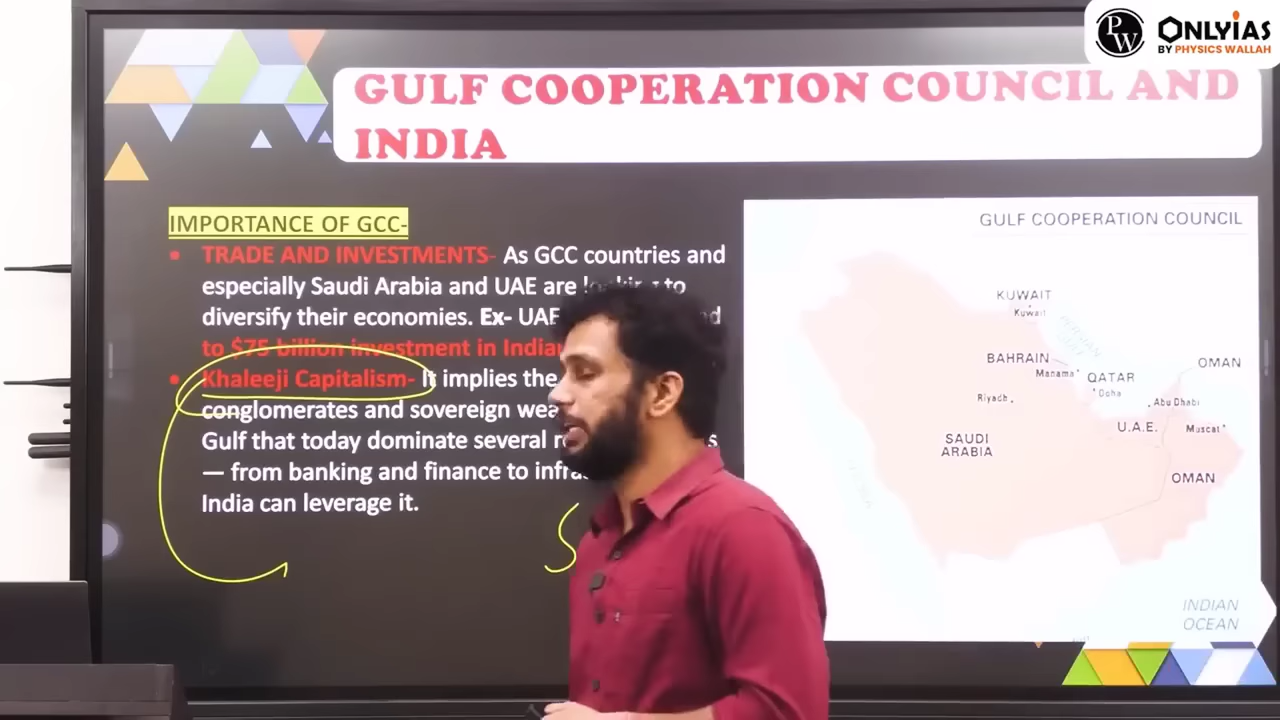 PW
ONLYIAS
BY PHYSICS WALLAH
GULF COOPERATION COUNCIL AND
INDIA
IMPORTANCE OF GCC-
• TRADE AND INVESTMENTS- As GCC countries and
especially Saudi Arabia and UAE are to
diversify their economies. Ex- UAE
to $75 billion investment in
• Khaleeji Capitalism- It implies the
conglomerates and sovereign
Gulf that today dominate several
— from banking and finance to
India can leverage it.
GULF COOPERATION COUNCIL
KUWAIT
Kuwait
PERSIAN
GULF
BAHRAIN
Manama
QATAR
Doha
OMAN
Riyadh
Abu Dhabi
U.A.E.
Muscat
SAUDI
ARABIA
OMAN
INDIAN
OCEAN